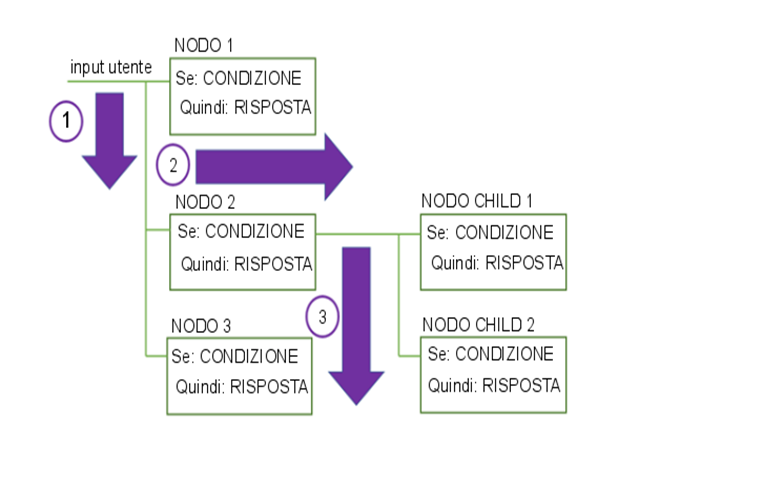 NODO 1
input utente
Se: CONDIZIONE
Quindi: RISPOSTA
1
2
NODO 2
Se: CONDIZIONE
Quindi: RISPOSTA
NODO CHILD 1
Se: CONDIZIONE
Quindi: RISPOSTA
3
NODO 3
Se: CONDIZIONE
Quindi: RISPOSTA
NODO CHILD 2
Se: CONDIZIONE
Quindi: RISPOSTA